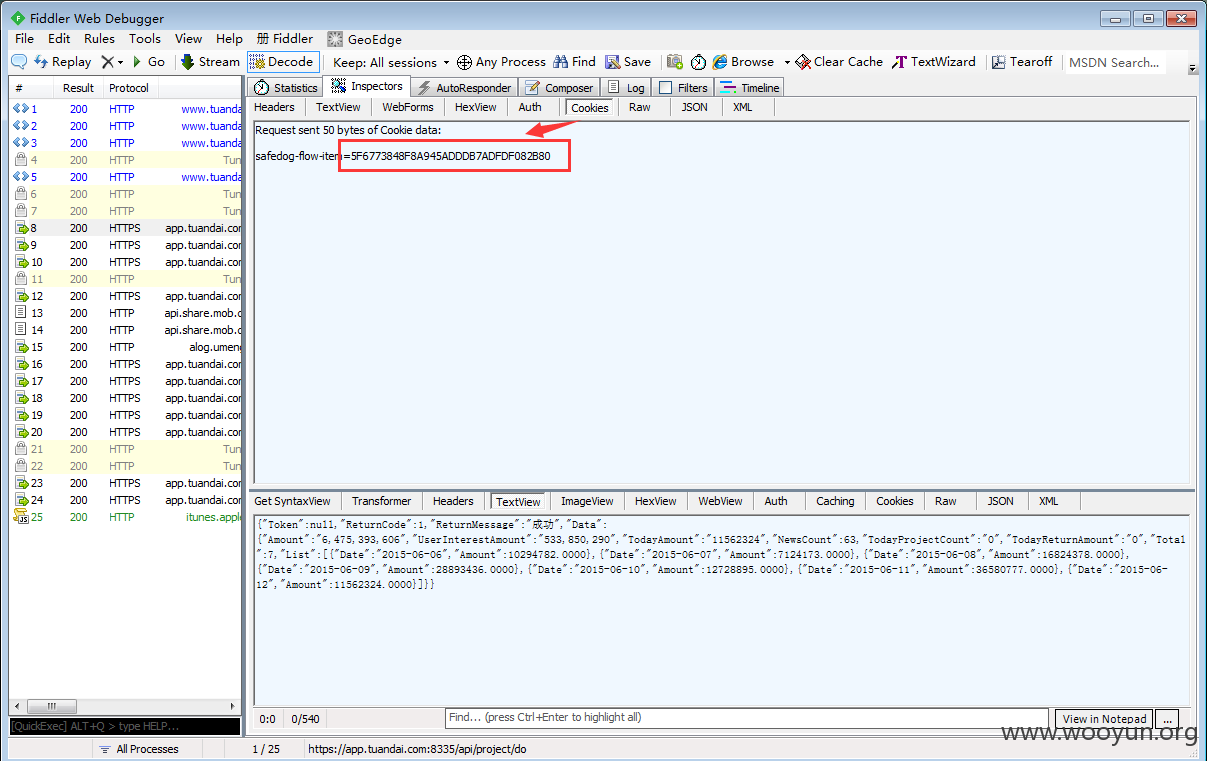 Fiddler Web Debugger
File Edit Rules Tools View Help Fiddler GeoEdge
Replay Go Stream Decode Keep: All sessions Any Process Find Save Browse Clear Cache TextWizard Tearoff MSDN Search...
# Result Protocol
1 200 HTTP www.tuanda
2 200 HTTP www.tuanda
3 200 HTTP www.tuanda
4 200 HTTP Tun
5 200 HTTP www.tuanda
6 200 HTTP Tun
7 200 HTTP Tun
8 200 HTTPS app.tuandai.com
9 200 HTTPS app.tuandai.com
10 200 HTTPS app.tuandai.com
11 200 HTTP Tun
12 200 HTTPS app.tuandai.com
13 200 HTTP api.share.mob.c
14 200 HTTP api.share.mob.c
15 200 HTTP alog.umeng
16 200 HTTPS app.tuandai.com
17 200 HTTPS app.tuandai.com
18 200 HTTPS app.tuandai.com
19 200 HTTPS app.tuandai.com
20 200 HTTPS app.tuandai.com
21 200 HTTP Tun
22 200 HTTP Tun
23 200 HTTPS app.tuandai.com
24 200 HTTPS app.tuandai.com
25 200 HTTP itunes.apple
[QuickExec] ALT+Q > type HELP...
Statistics Inspectors AutoResponder Composer Log Filters Timeline
Headers TextView WebForms HexView Auth Cookies Raw JSON XML
Request sent 50 bytes of Cookie data:
safedog-flow-item=5F6773848F8A945ADDDB7ADFDF082B80
Get SyntaxView Transformer Headers TextView ImageView HexView WebView Auth Caching Cookies Raw JSON XML
{"Token":null,"ReturnCode":1,"ReturnMessage":"成功","Data":
{"Amount":"6,475,393,606","UserInterestAmount":"533,850,290","TodayAmount":"11562324","NewsCount":63,"TodayProjectCount":"0","TodayReturnAmount":"0","Total
":7,"List":[{"Date":"2015-06-06","Amount":10294782.0000},{"Date":"2015-06-07","Amount":7124173.0000},{"Date":"2015-06-08","Amount":16824378.0000},
{"Date":"2015-06-09","Amount":28893436.0000},{"Date":"2015-06-10","Amount":12728895.0000},{"Date":"2015-06-11","Amount":36580777.0000},{"Date":"2015-06-
12","Amount":11562324.0000}]}}
0:0 0/540 Find... (press Ctrl+Enter to highlight all) View in Notepad ...
www.wooyun.org
All Processes 1 / 25 https://app.tuandai.com:8335/api/project/do